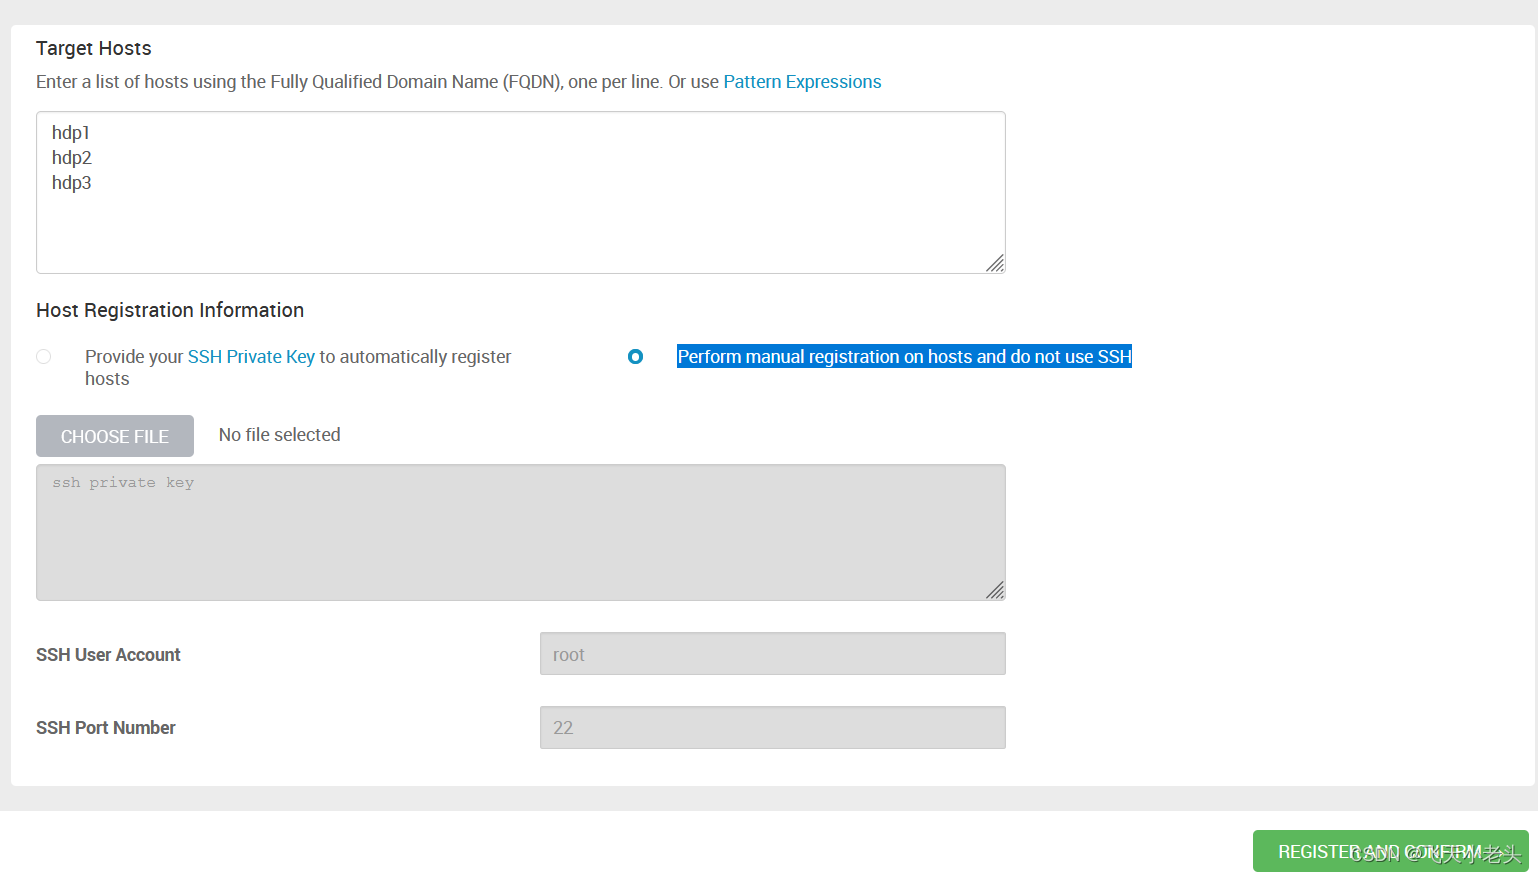 Target Hosts
Enter a list of hosts using the Fully Qualified Domain Name (FQDN), one per line. Or use Pattern Expressions
hdp1
hdp2
hdp3
Host Registration Information
Provide your SSH Private Key to automatically register
hosts
Perform manual registration on hosts and do not use SSH
CHOOSE FILE
No file selected
ssh private key
SSH User Account
root
SSH Port Number
22
REGISTER AND CONFIRM
CSDN
小老头